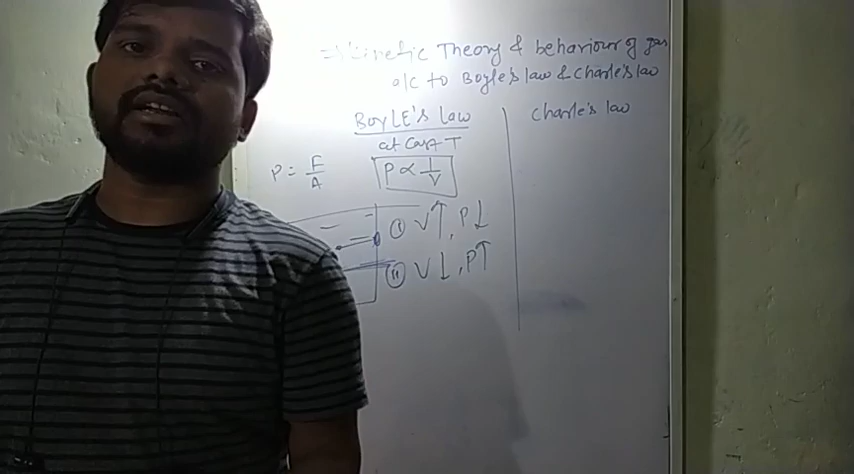 ⇒ Kinetic Theory & behaviour of gas
a/c to Boyle's law & Charle's law
BOYLE'S Law
Charle's law
at Const T
P = F/A
P ∝ 1/V
(I) V↑, P↓
(II) V↓, P↑